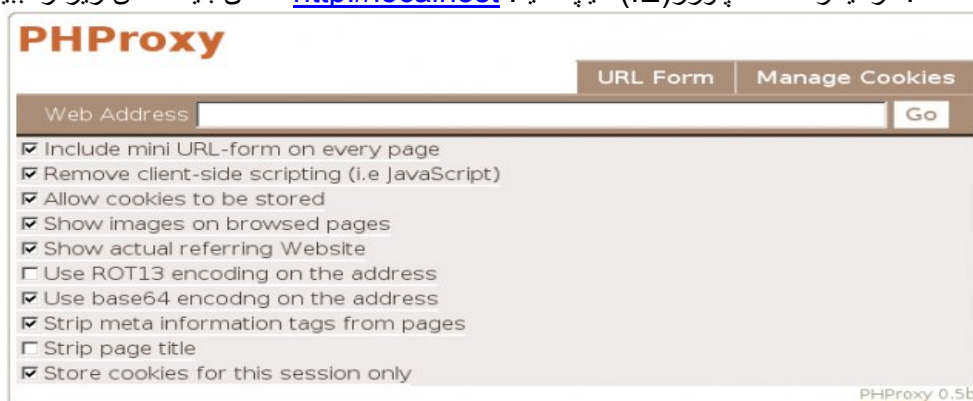 http://localhost
PHProxy
URL Form
Manage Cookies
Web Address
Go
Include mini URL-form on every page
Remove client-side scripting (i.e JavaScript)
Allow cookies to be stored
Show images on browsed pages
Show actual referring Website
Use ROT13 encoding on the address
Use base64 encodng on the address
Strip meta information tags from pages
Strip page title
Store cookies for this session only
PHProxy 0.5b